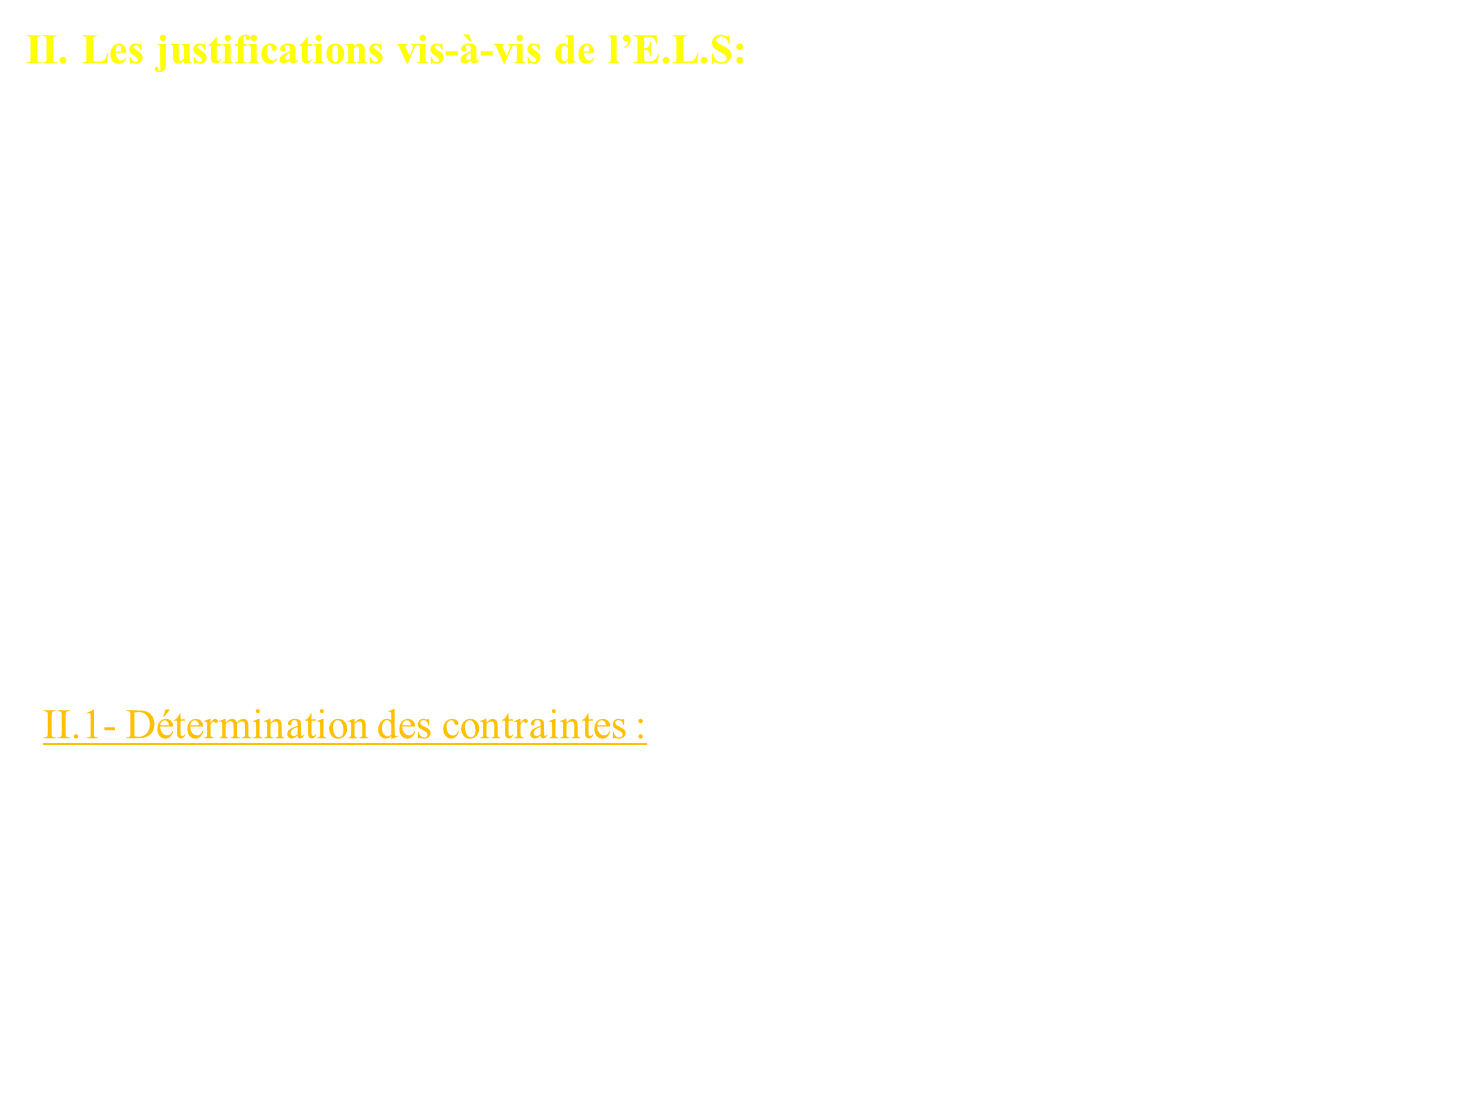 II. Les justifications vis-à-vis de l’E.L.S:
II.1- Détermination des contraintes :